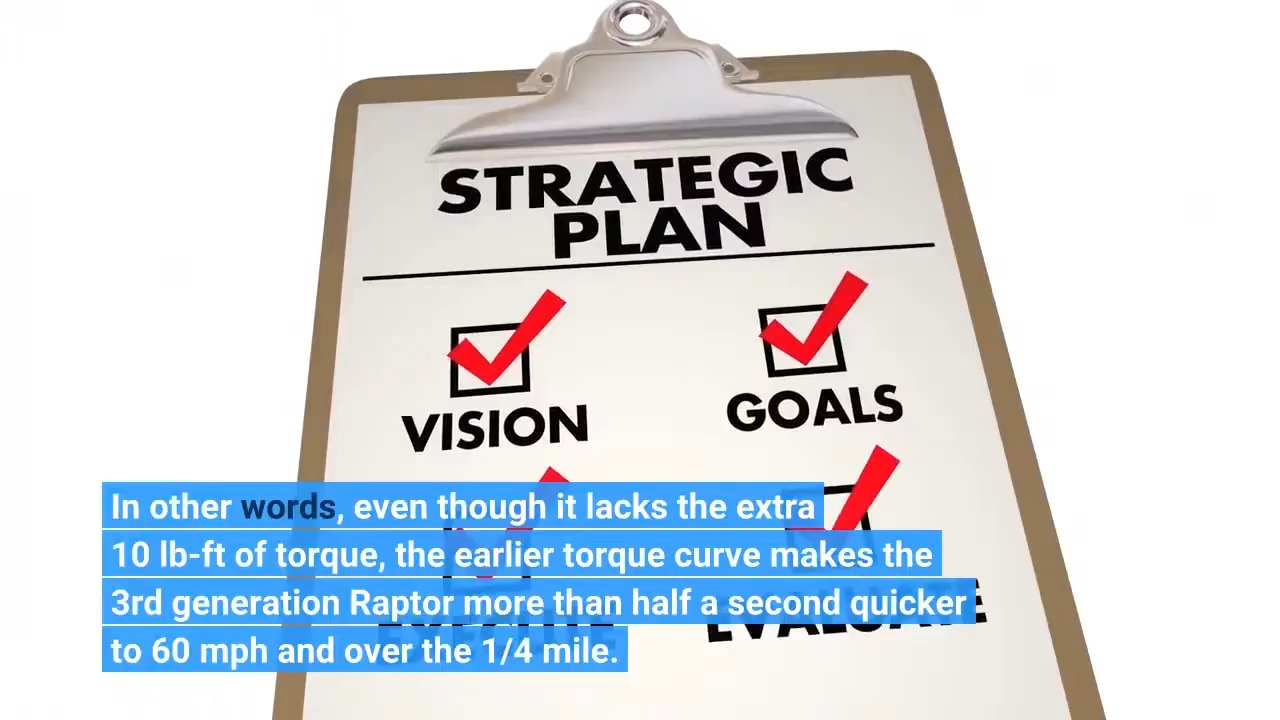 STRATEGIC
PLAN
VISION
GOALS
In other words, even though it lacks the extra
10 lb-ft of torque, the earlier torque curve makes the
3rd generation Raptor more than half a second quicker
to 60 mph and over the 1/4 mile.
EXECUTE
EVALUATE